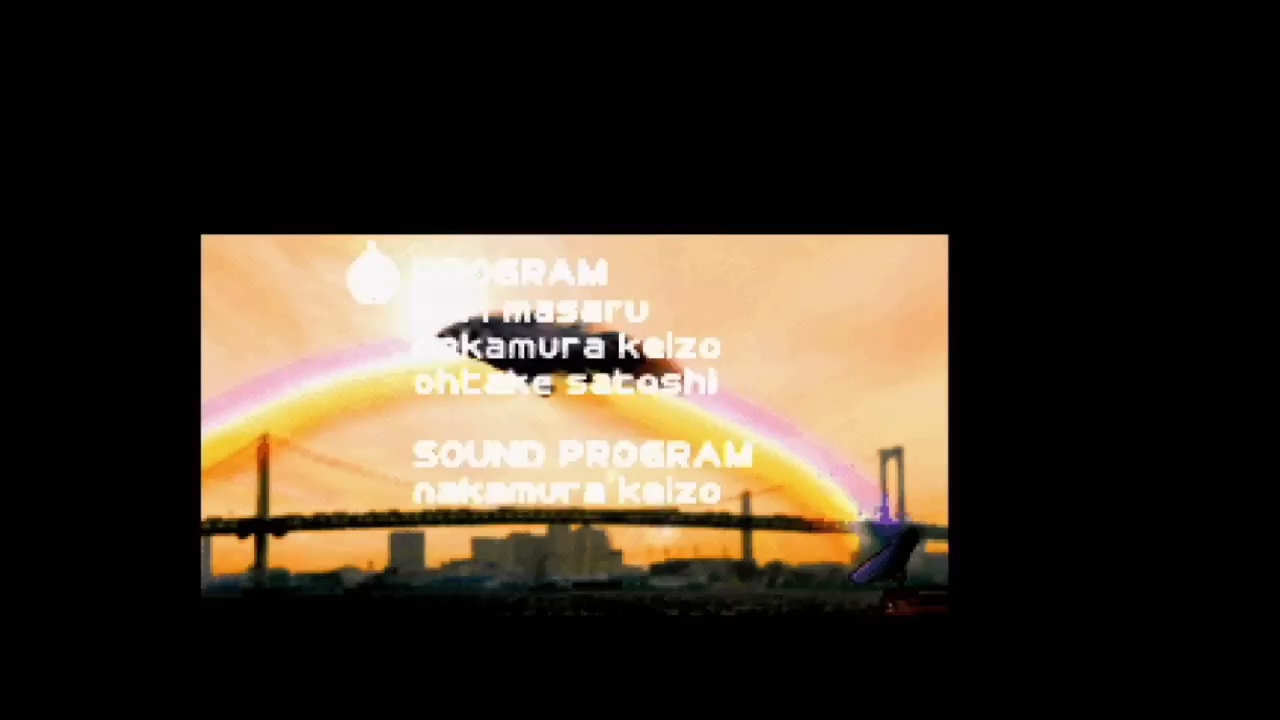 PROGRAM
masaru
nakamura keizo
ohtake satoshi
SOUND PROGRAM
nakamura keizo